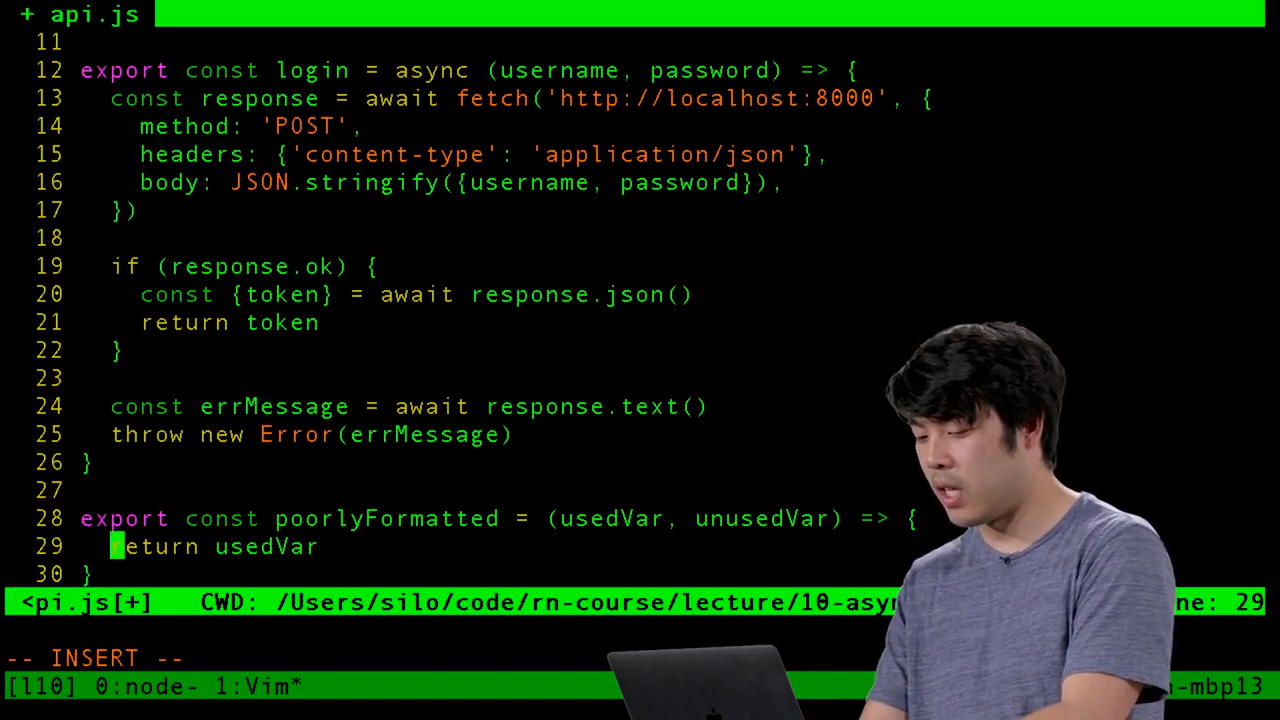 + api.js
11
12 export const login = async (username, password) => {
13   const response = await fetch('http://localhost:8000', {
14     method: 'POST',
15     headers: {'content-type': 'application/json'},
16     body: JSON.stringify({username, password}),
17   })
18
19   if (response.ok) {
20     const {token} = await response.json()
21     return token
22   }
23
24   const errMessage = await response.text()
25   throw new Error(errMessage)
26 }
27
28 export const poorlyFormatted = (usedVar, unusedVar) => {
29   return usedVar
30 }
<pi.js[+]   CWD: /Users/silo/code/rn-course/lecture/10-asy ne: 29
-- INSERT --
[l10] 0:node- 1:Vim* -mbp13